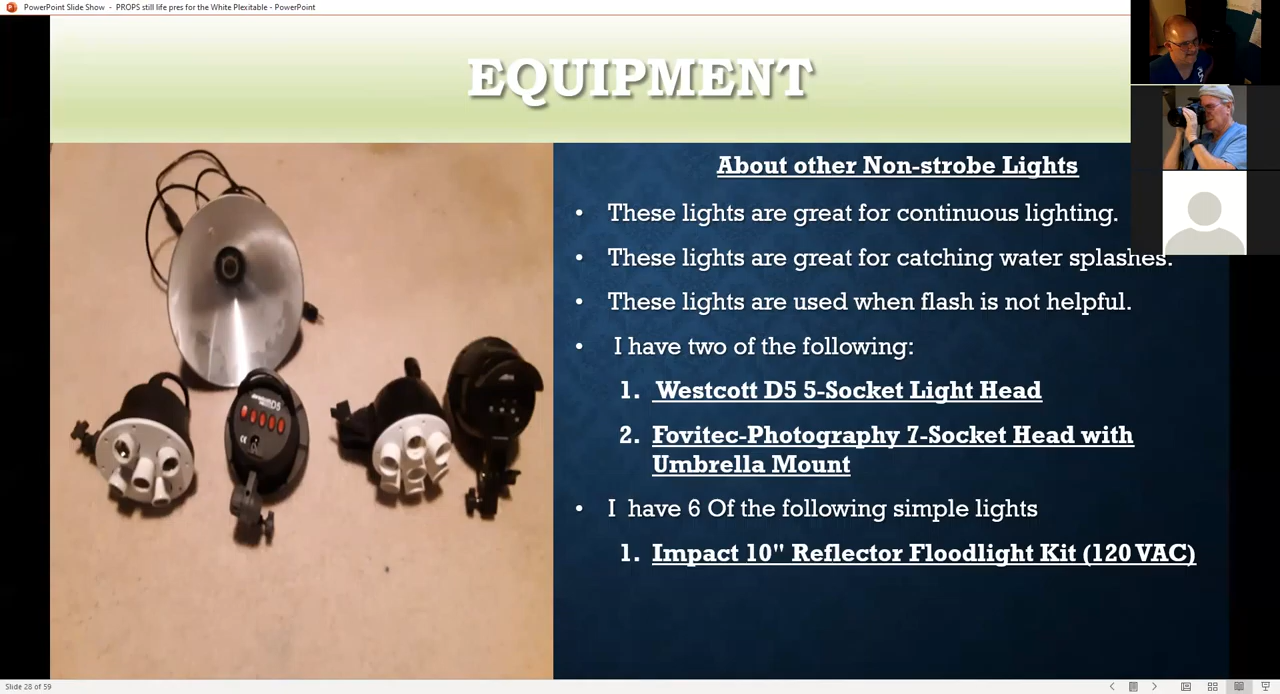 PowerPoint Slide Show - PROPS still life pres for the White Plexitable - PowerPoint
EQUIPMENT
About other Non-strobe Lights
• These lights are great for continuous lighting.
• These lights are great for catching water splashes.
• These lights are used when flash is not helpful.
• I have two of the following:
1. Westcott D5 5-Socket Light Head
2. Fovitec-Photography 7-Socket Head with
Umbrella Mount
• I have 6 Of the following simple lights
1. Impact 10" Reflector Floodlight Kit (120 VAC)
D5
Slide 28 of 59